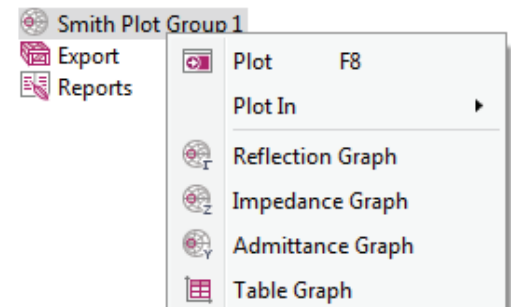 Smith Plot Group 1
Export
Reports
Plot F8
Plot In
Reflection Graph
Impedance Graph
Admittance Graph
Table Graph